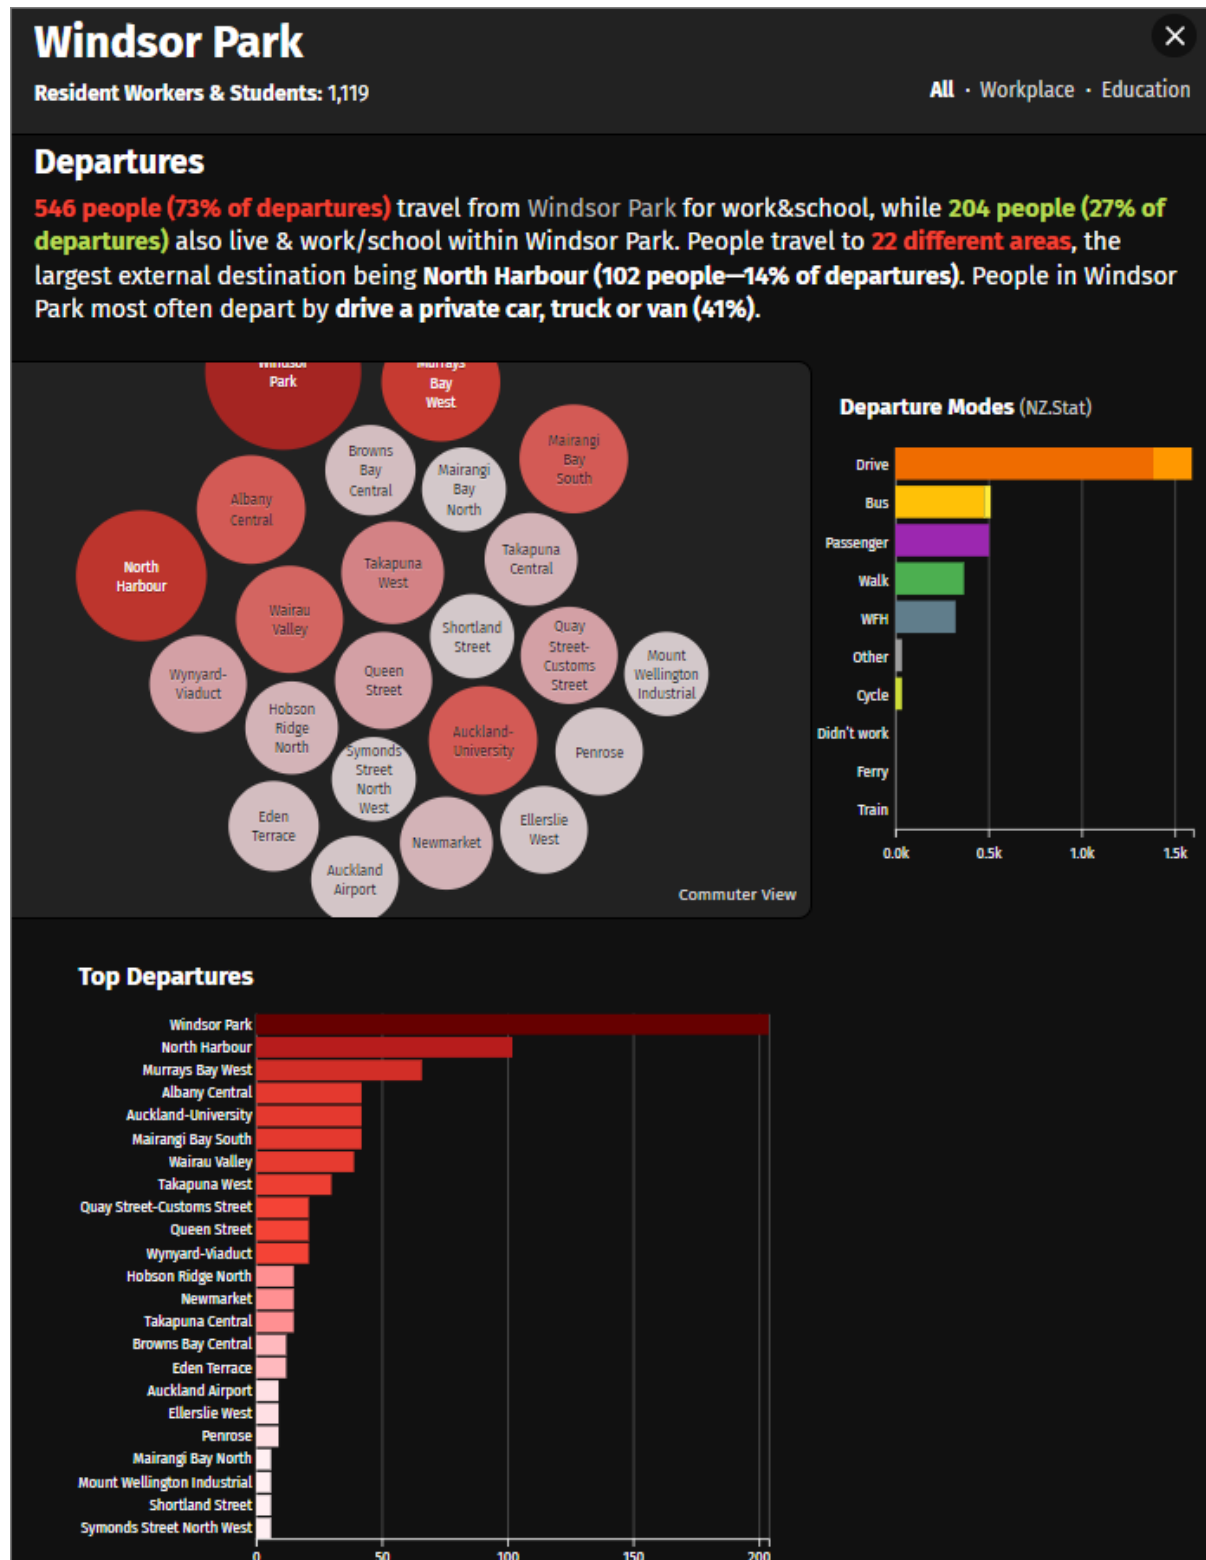 Windsor Park
Resident Workers & Students: 1,119
All · Workplace · Education
Departures
546 people (73% of departures) travel from Windsor Park for work&school, while 204 people (27% of
departures) also live & work/school within Windsor Park. People travel to 22 different areas, the
largest external destination being North Harbour (102 people—14% of departures). People in Windsor
Park most often depart by drive a private car, truck or van (41%).
Windsor
Park
Murrays
Bay
West
Mairangi
Bay
South
Browns
Bay
Central
Mairangi
Bay
North
Albany
Central
North
Harbour
Takapuna
West
Takapuna
Central
Wairau
Valley
Shortland
Street
Quay
Street-
Customs
Street
Mount
Wellington
Industrial
Wynyard-
Viaduct
Queen
Street
Hobson
Ridge
North
Auckland-
University
Penrose
Symonds
Street
North
West
Eden
Terrace
Newmarket
Ellerslie
West
Auckland
Airport
Commuter View
Departure Modes (NZ.Stat)
Drive
Bus
Passenger
Walk
WFH
Other
Cycle
Didn't work
Ferry
Train
0.0k 0.5k 1.0k 1.5k
Top Departures
Windsor Park
North Harbour
Murrays Bay West
Albany Central
Auckland-University
Mairangi Bay South
Wairau Valley
Takapuna West
Quay Street-Customs Street
Queen Street
Wynyard-Viaduct
Hobson Ridge North
Newmarket
Takapuna Central
Browns Bay Central
Eden Terrace
Auckland Airport
Ellerslie West
Penrose
Mairangi Bay North
Mount Wellington Industrial
Shortland Street
Symonds Street North West
0 50 100 150 200